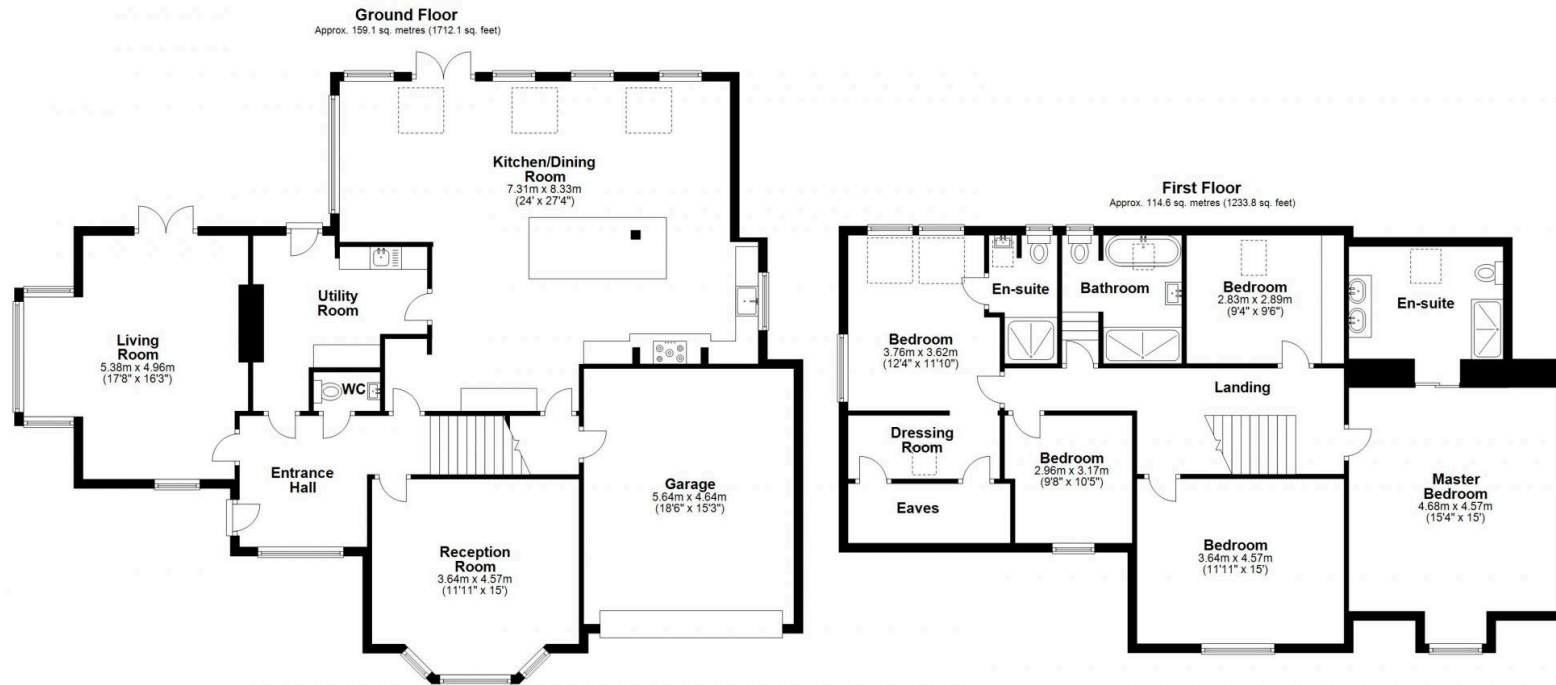 Ground Floor
Approx. 159.1 sq. metres (1712.1 sq. feet)
Kitchen/Dining
Room
7.31m x 8.33m
(24' x 27'4")
Utility
Room
Living
Room
5.38m x 4.96m
(17'8" x 16'3")
WC
Entrance
Hall
Garage
5.64m x 4.64m
(18'6" x 15'3")
Reception
Room
3.64m x 4.57m
(11'11" x 15')
First Floor
Approx. 114.6 sq. metres (1233.8 sq. feet)
En-suite
Bathroom
Bedroom
2.83m x 2.89m
(9'4" x 9'6")
En-suite
Bedroom
3.76m x 3.62m
(12'4" x 11'10")
Landing
Dressing
Room
Bedroom
2.96m x 3.17m
(9'8" x 10'5")
Eaves
Master
Bedroom
4.68m x 4.57m
(15'4" x 15')
Bedroom
3.64m x 4.57m
(11'11" x 15')